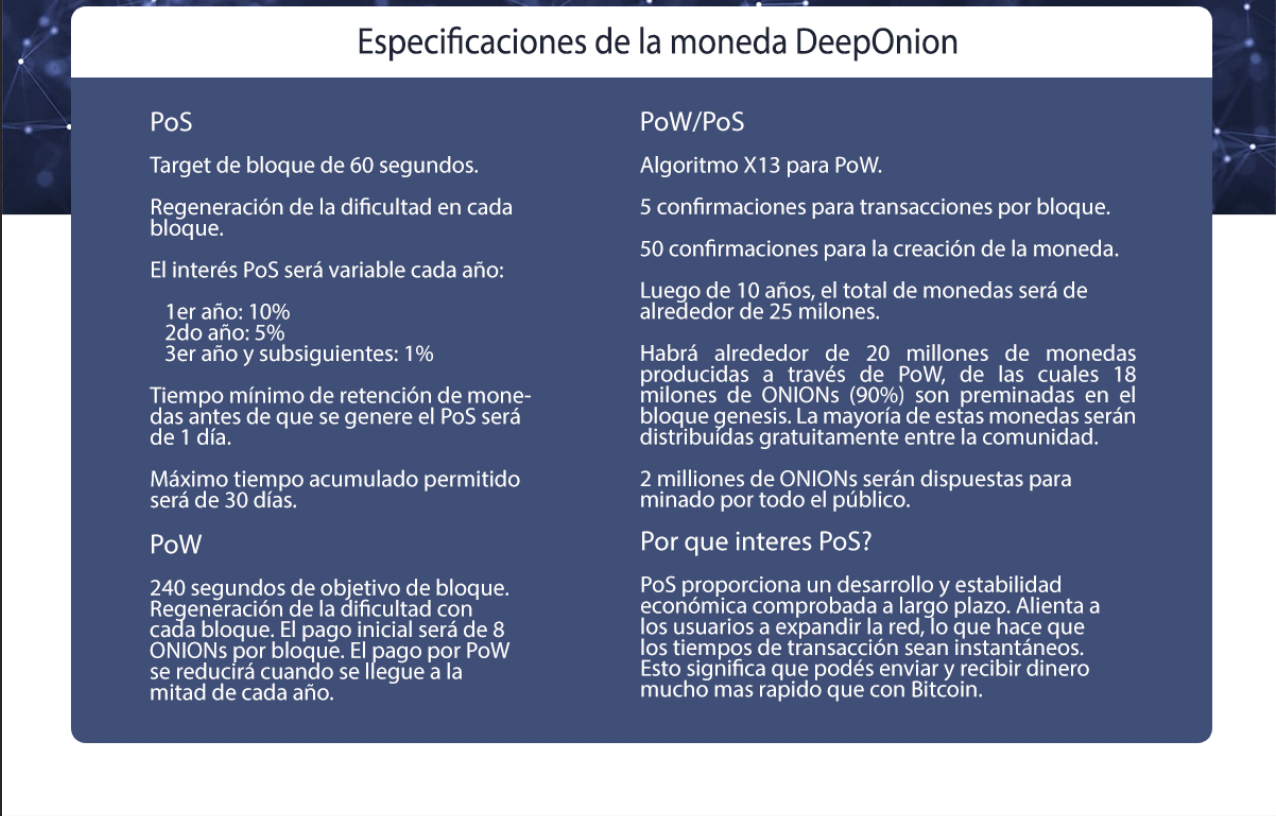 Especificaciones de la moneda DeepOnion
PoS
Target de bloque de 60 segundos.
Regeneración de la dificultad en cada
bloque.
El interés PoS será variable cada año:
1er año: 10%
2do año: 5%
3er año y subsiguientes: 1%
Tiempo mínimo de retención de mone-
das antes de que se genere el PoS será
de 1 día.
Máximo tiempo acumulado permitido
será de 30 días.
PoW
240 segundos de objetivo de bloque.
Regeneración de la dificultad con
cada bloque. El pago inicial será de 8
ONIONs por bloque. El pago por PoW
se reducirá cuando se llegue a la
mitad de cada año.
PoW/PoS
Algoritmo X13 para PoW.
5 confirmaciones para transacciones por bloque.
50 confirmaciones para la creación de la moneda.
Luego de 10 años, el total de monedas será de
alrededor de 25 milones.
Habrá alrededor de 20 millones de monedas
producidas a través de PoW, de las cuales 18
milones de ONIONs (90%) son preminadas en el
bloque genesis. La mayoría de estas monedas serán
distribuídas gratuitamente entre la comunidad.
2 milliones de ONIONs serán dispuestas para
minado por todo el público.
Por que interes PoS?
PoS proporciona un desarrollo y estabilidad
económica comprobada a largo plazo. Alienta a
los usuarios a expandir la red, lo que hace que
los tiempos de transacción sean instantáneos.
Esto significa que podés enviar y recibir dinero
mucho mas rapido que con Bitcoin.